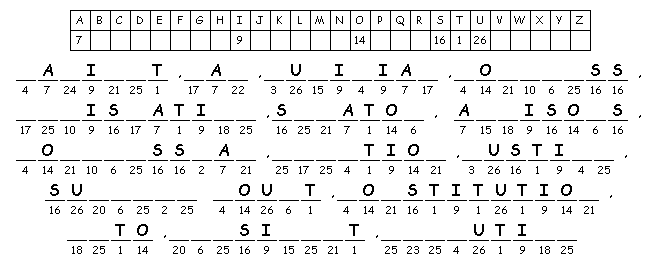 A B C D E F G H I J K L M N O P Q R S T U V W X Y Z
7 9 14 16 1 26
_ A _ I _ _ T , _ A _ , _ U _ I _ I A _ , _ O _ _ _ _ S S ,
4 7 24 9 21 25 1 17 7 22 3 26 15 9 4 9 7 17 4 14 21 10 6 25 16 16
_ _ _ I S _ A T I _ _ , S _ _ A T O _ , A _ _ I S O _ S ,
17 25 10 9 16 17 7 1 9 18 25 16 25 21 7 1 14 6 7 15 18 9 16 14 6 16
_ O _ _ _ _ S S _ A _ , _ _ _ _ T I O _ , _ U S T I _ _ ,
4 14 21 10 6 25 16 16 2 7 21 25 17 25 4 1 9 14 21 3 26 16 1 9 4 25
S U _ _ _ _ _ _ O U _ T , _ O _ S T I T U T I O _ ,
16 26 20 6 25 2 25 4 14 26 6 1 4 14 21 16 1 9 1 26 1 9 14 21
_ _ T O , _ _ _ S I _ _ _ T , _ _ _ _ U T I _ _
18 25 1 14 20 6 25 16 9 15 25 21 1 25 23 25 4 26 1 9 18 25